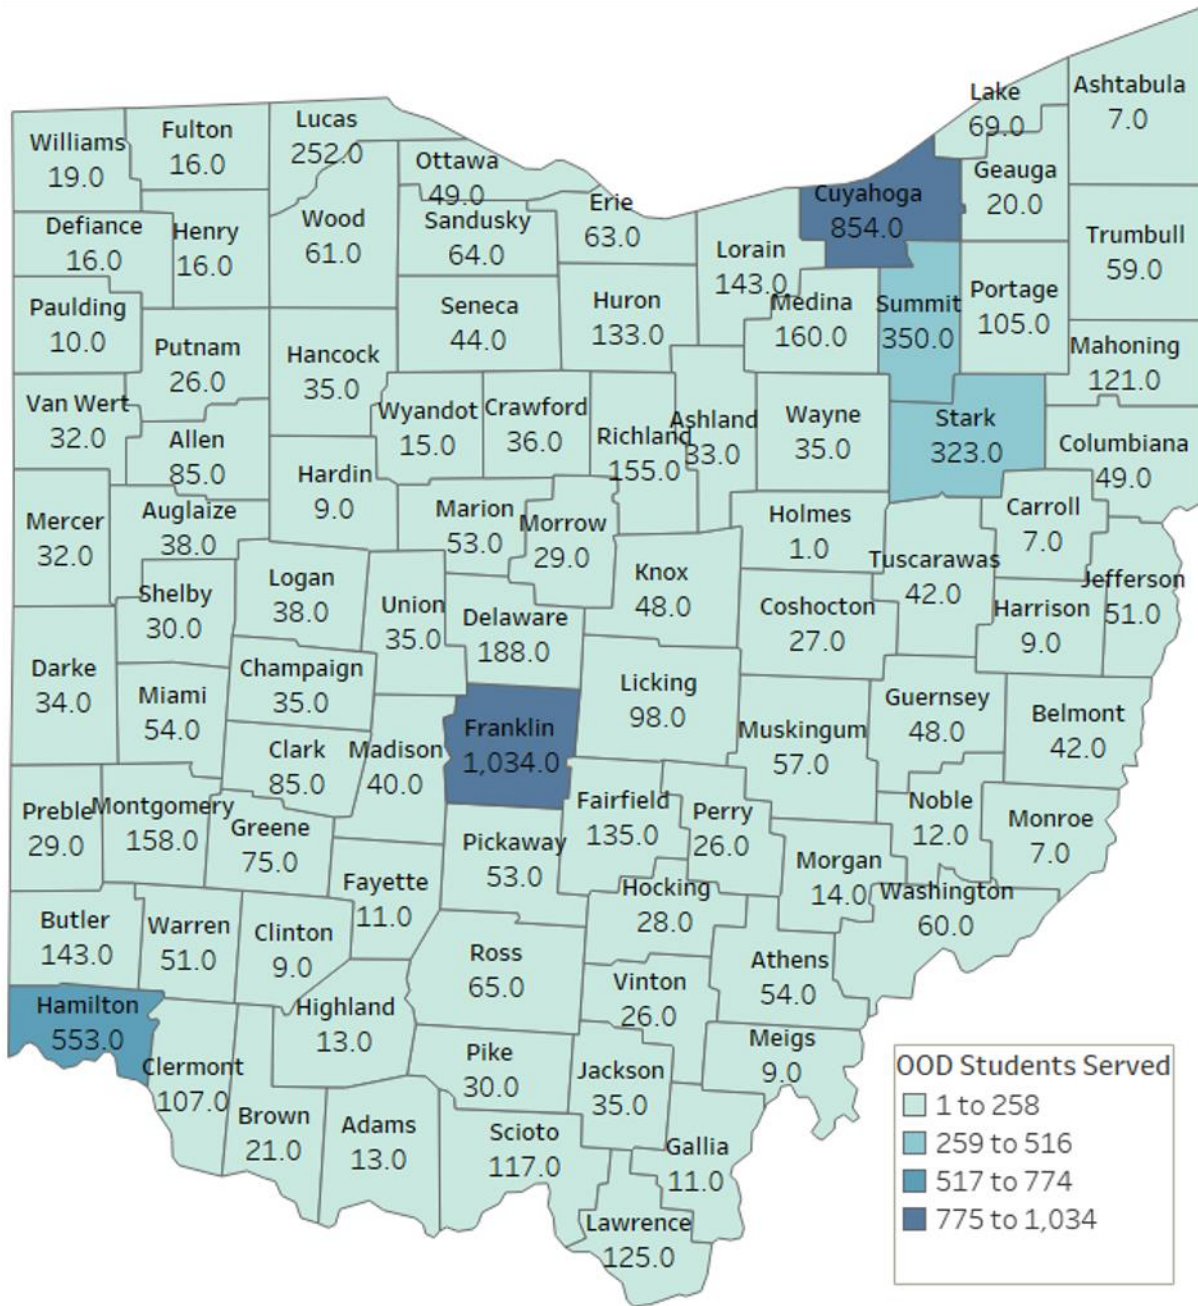 Lake
69.0
Ashtabula
7.0
Williams
19.0
Fulton
16.0
Lucas
252.0
Ottawa
49.0
Geauga
20.0
Cuyahoga
854.0
Defiance
16.0
Henry
16.0
Wood
61.0
Sandusky
64.0
Erie
63.0
Lorain
143.0
Trumbull
59.0
Paulding
10.0
Putnam
26.0
Hancock
35.0
Seneca
44.0
Huron
133.0
Medina
160.0
Summit
350.0
Portage
105.0
Mahoning
121.0
Van Wert
32.0
Allen
85.0
Wyandot
15.0
Crawford
36.0
Richland
155.0
Ashland
33.0
Wayne
35.0
Stark
323.0
Columbiana
49.0
Mercer
32.0
Auglaize
38.0
Hardin
9.0
Marion
53.0
Morrow
29.0
Holmes
1.0
Tuscarawas
42.0
Carroll
7.0
Shelby
30.0
Logan
38.0
Union
35.0
Delaware
188.0
Knox
48.0
Coshocton
27.0
Harrison
9.0
Jefferson
51.0
Darke
34.0
Miami
54.0
Champaign
35.0
Licking
98.0
Guernsey
48.0
Belmont
42.0
Clark
85.0
Madison
40.0
Franklin
1,034.0
Muskingum
57.0
Preble
29.0
Montgomery
158.0
Greene
75.0
Pickaway
53.0
Fairfield
135.0
Perry
26.0
Noble
12.0
Monroe
7.0
Fayette
11.0
Hocking
28.0
Morgan
14.0
Washington
60.0
Butler
143.0
Warren
51.0
Clinton
9.0
Ross
65.0
Vinton
26.0
Athens
54.0
Hamilton
553.0
Highland
13.0
Pike
30.0
Jackson
35.0
Meigs
9.0
Clermont
107.0
Brown
21.0
Adams
13.0
Scioto
117.0
Gallia
11.0
Lawrence
125.0
OOD Students Served
1 to 258
259 to 516
517 to 774
775 to 1,034